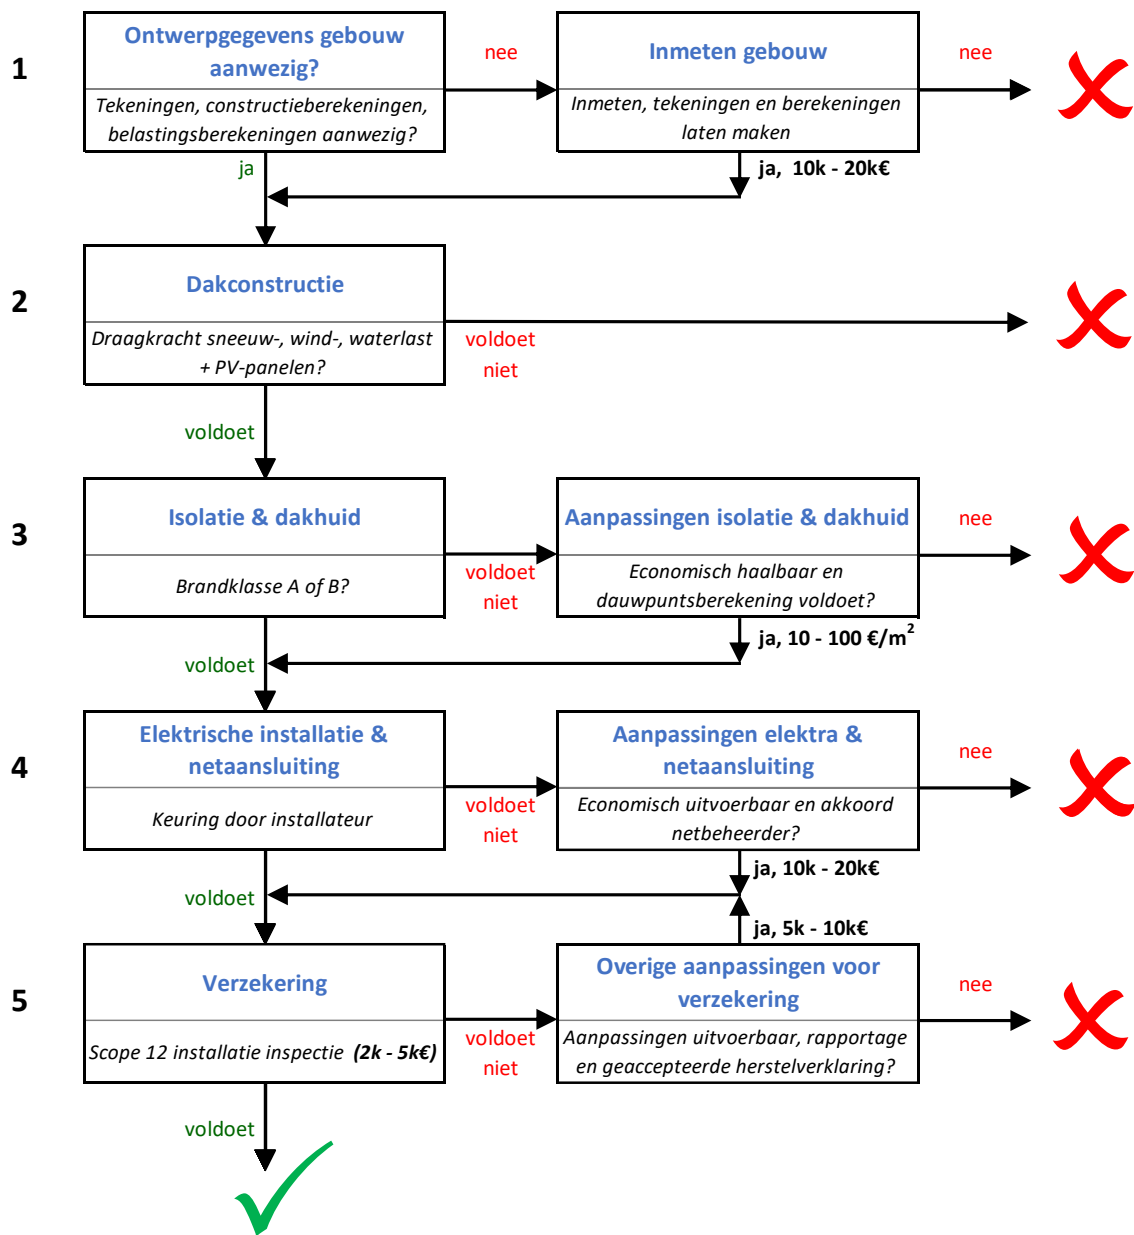 1
Ontwerpgegevens gebouw
aanwezig?
Tekeningen, constructieberekeningen,
belastingsberekeningen aanwezig?
nee
Inmeten gebouw
Inmeten, tekeningen en berekeningen
laten maken
nee
ja
ja, 10k - 20k€
2
Dakconstructie
Draagkracht sneeuw-, wind-, waterlast
+ PV-panelen?
voldoet
niet
voldoet
3
Isolatie & dakhuid
Brandklasse A of B?
voldoet
niet
Aanpassingen isolatie & dakhuid
Economisch haalbaar en
dauwpuntsberekening voldoet?
nee
voldoet
ja, 10 - 100 €/m²
4
Elektrische installatie &
netaansluiting
Keuring door installateur
voldoet
niet
Aanpassingen elektra &
netaansluiting
Economisch uitvoerbaar en akkoord
netbeheerder?
nee
voldoet
ja, 10k - 20k€
ja, 5k - 10k€
5
Verzekering
Scope 12 installatie inspectie (2k - 5k€)
voldoet
niet
Overige aanpassingen voor
verzekering
Aanpassingen uitvoerbaar, rapportage
en geaccepteerde herstelverklaring?
nee
voldoet